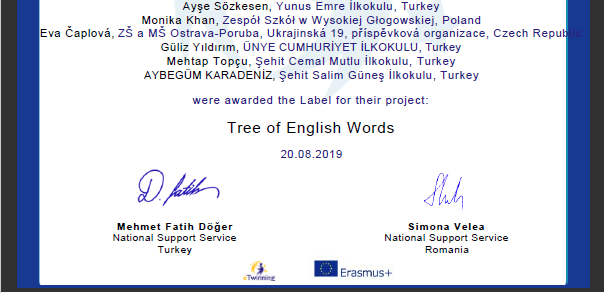 Ayşe Sözkesen, Yunus Emre İlkokulu, Turkey
Monika Khan, Zespół Szkół w Wysokiej Głogowskiej, Poland
Eva Čaplová, ZŠ a MŠ Ostrava-Poruba, Ukrajinská 19, příspěvková organizace, Czech Republic
Güliz Yıldırım, ÜNYE CUMHURİYET İLKOKULU, Turkey
Mehtap Topçu, Şehit Cemal Mutlu İlkokulu, Turkey
AYBEGÜM KARADENİZ, Şehit Salim Güneş İlkokulu, Turkey
were awarded the Label for their project:
Tree of English Words
20.08.2019
D. Fatih
Mehmet Fatih Döğer
National Support Service
Turkey
Simona Velea
National Support Service
Romania
eTwinning
Erasmus+